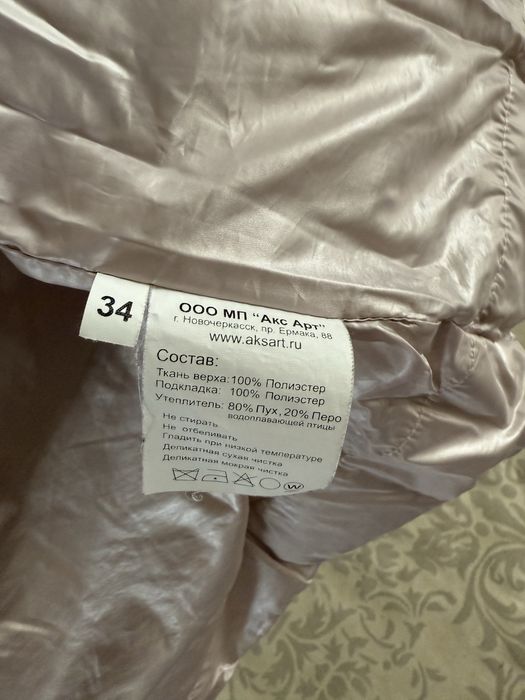 34
ООО МП "Акс Арт"
г. Новочеркасск, пр. Ермака, 88
www.aksart.ru
Состав:
Ткань верха:100% Полиэстер
Подкладка: 100% Полиэстер
Утеплитель: 80% Пух, 20% Перо
водоплавающей птицы
Не стирать
Не отбеливать
Гладить при низкой температуре
Деликатная сухая чистка
Деликатная мокрая чистка
W